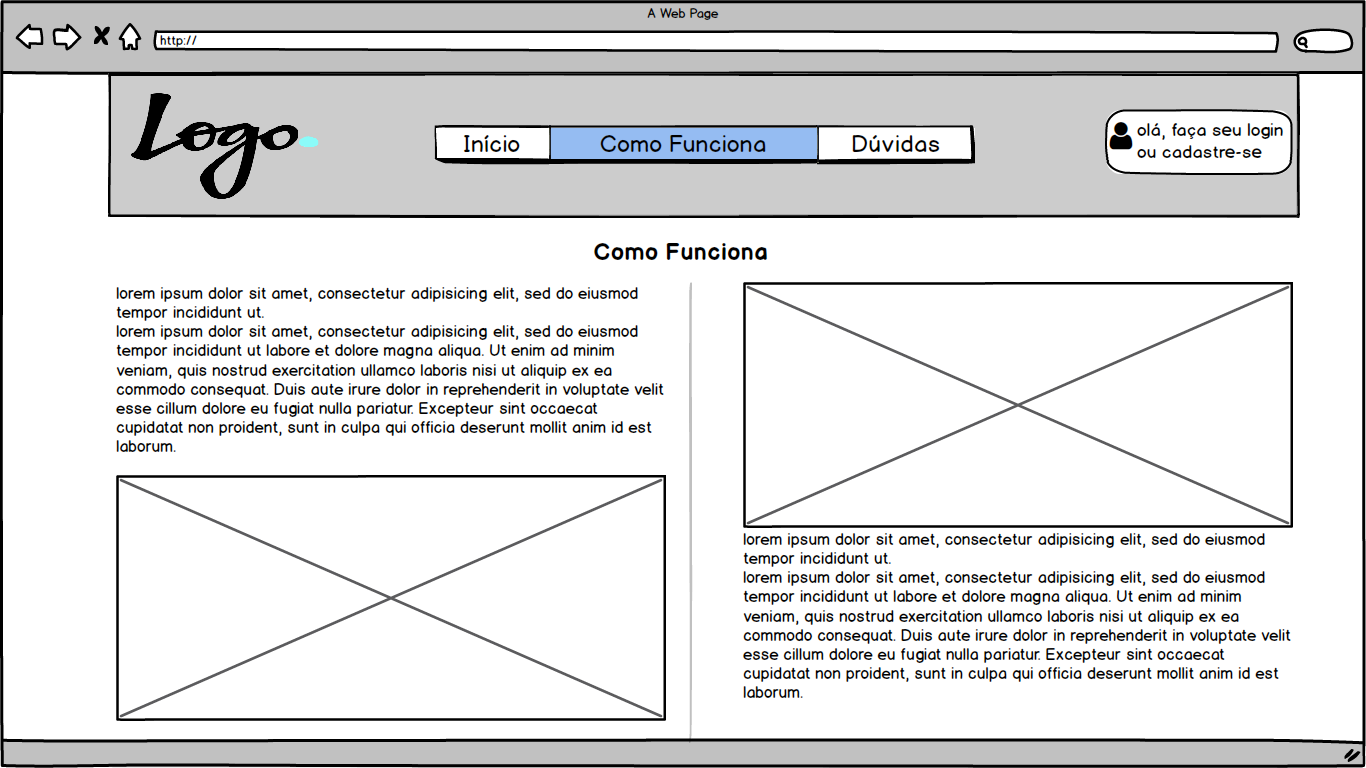 A Web Page
http://
Logo
Início
Como Funciona
Dúvidas
olá, faça seu login
ou cadastre-se
Como Funciona
lorem ipsum dolor sit amet, consectetur adipisicing elit, sed do eiusmod
tempor incididunt ut.
lorem ipsum dolor sit amet, consectetur adipisicing elit, sed do eiusmod
tempor incididunt ut labore et dolore magna aliqua. Ut enim ad minim
veniam, quis nostrud exercitation ullamco laboris nisi ut aliquip ex ea
commodo consequat. Duis aute irure dolor in reprehenderit in voluptate velit
esse cillum dolore eu fugiat nulla pariatur. Excepteur sint occaecat
cupidatat non proident, sunt in culpa qui officia deserunt mollit anim id est
laborum.
lorem ipsum dolor sit amet, consectetur adipisicing elit, sed do eiusmod
tempor incididunt ut.
lorem ipsum dolor sit amet, consectetur adipisicing elit, sed do eiusmod
tempor incididunt ut labore et dolore magna aliqua. Ut enim ad minim
veniam, quis nostrud exercitation ullamco laboris nisi ut aliquip ex ea
commodo consequat. Duis aute irure dolor in reprehenderit in voluptate velit
esse cillum dolore eu fugiat nulla pariatur. Excepteur sint occaecat
cupidatat non proident, sunt in culpa qui officia deserunt mollit anim id est
laborum.